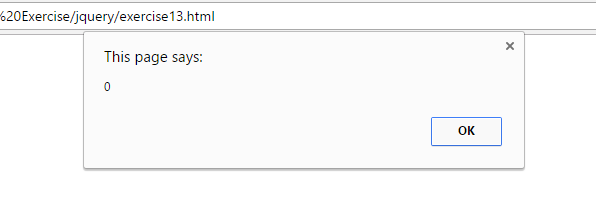 %20Exercise/jquery/exercise13.html
This page says:
0
OK